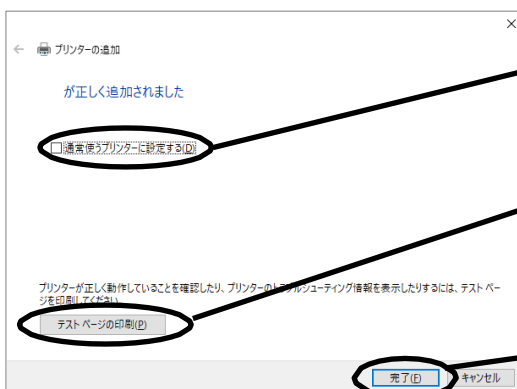 プリンターの追加
が正しく追加されました
通常使うプリンターに設定する(D)
プリンターが正しく動作していることを確認したり、プリンターのトラブルシューティング情報を表示したりするには、テスト ペー
ジを印刷してください。
テスト ページの印刷(P)
完了(F) キャンセル